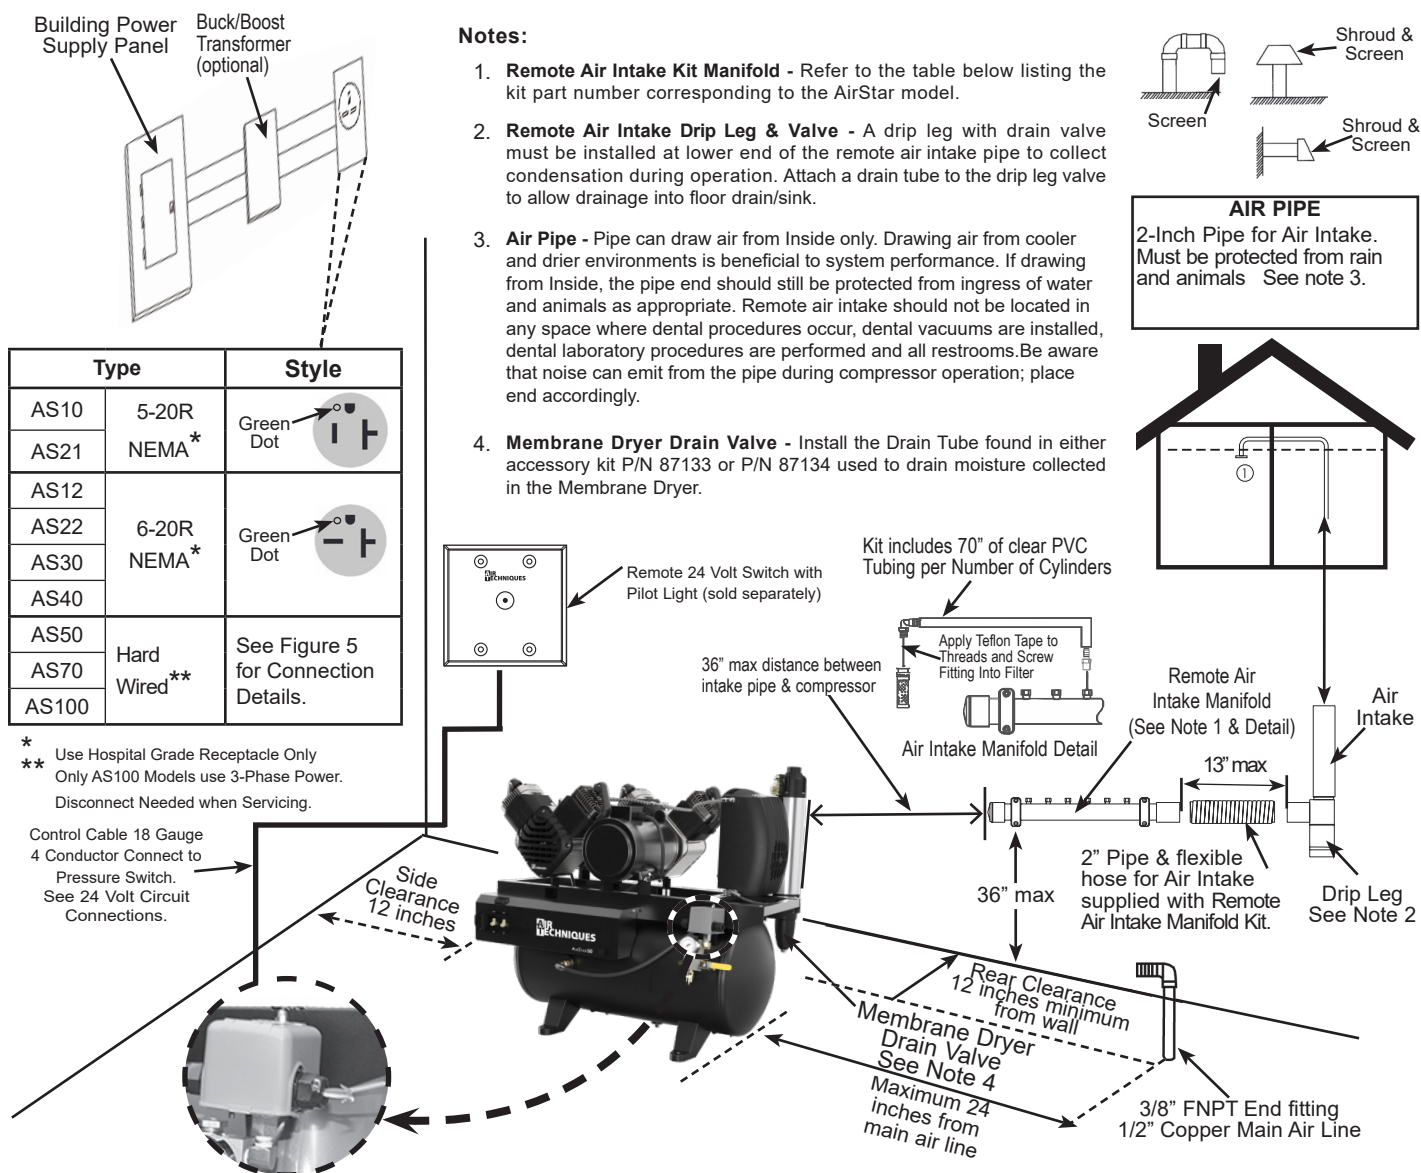 Building Power
Supply Panel
Buck/Boost
Transformer
(optional)
Notes:
1. Remote Air Intake Kit Manifold - Refer to the table below listing the
kit part number corresponding to the AirStar model.
2. Remote Air Intake Drip Leg & Valve - A drip leg with drain valve
must be installed at lower end of the remote air intake pipe to collect
condensation during operation. Attach a drain tube to the drip leg valve
to allow drainage into floor drain/sink.
3. Air Pipe - Pipe can draw air from Inside only. Drawing air from cooler
and drier environments is beneficial to system performance. If drawing
from Inside, the pipe end should still be protected from ingress of water
and animals as appropriate. Remote air intake should not be located in
any space where dental procedures occur, dental vacuums are installed,
dental laboratory procedures are performed and all restrooms.Be aware
that noise can emit from the pipe during compressor operation; place
end accordingly.
4. Membrane Dryer Drain Valve - Install the Drain Tube found in either
accessory kit P/N 87133 or P/N 87134 used to drain moisture collected
in the Membrane Dryer.
Shroud &
Screen
Screen
Shroud &
Screen
AIR PIPE
2-Inch Pipe for Air Intake.
Must be protected from rain
and animals See note 3.
1
Type
Style
AS10
AS21
5-20R
NEMA*
Green
Dot
AS12
AS22
AS30
AS40
6-20R
NEMA*
Green
Dot
AS50
AS70
AS100
Hard
Wired**
See Figure 5
for Connection
Details.
* Use Hospital Grade Receptacle Only
** Only AS100 Models use 3-Phase Power.
Disconnect Needed when Servicing.
Control Cable 18 Gauge
4 Conductor Connect to
Pressure Switch.
See 24 Volt Circuit
Connections.
AIR
TECHNIQUES
Remote 24 Volt Switch with
Pilot Light (sold separately)
Kit includes 70” of clear PVC
Tubing per Number of Cylinders
Apply Teflon Tape to
Threads and Screw
Fitting Into Filter
36” max distance between
intake pipe & compressor
Air Intake Manifold Detail
Remote Air
Intake Manifold
(See Note 1 & Detail)
Air
Intake
13” max
36” max
2” Pipe & flexible
hose for Air Intake
supplied with Remote
Air Intake Manifold Kit.
Drip Leg
See Note 2
Side
Clearance
12 inches
AIR
TECHNIQUES
AirStar50
Rear Clearance
12 inches minimum
from wall
Membrane Dryer
Drain Valve
See Note 4
Maximum 24
inches from
main air line
3/8” FNPT End fitting
1/2” Copper Main Air Line